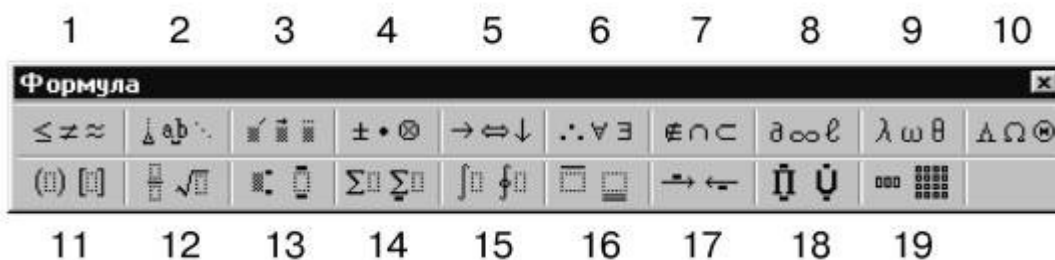 1 2 3 4 5 6 7 8 9 10
Формула
≤ ≠ ≈ ab ⋱ ± • ⊗ → ⇔ ↓ ∴ ∀ ∃ ∉ ∩ ⊂ ∂ ∞ ℓ λ ω θ Λ Ω Θ
(▯) [▯] √▯ Σ▯ Σ▯ ∫▯ ∮▯ → ← Π Ụ
11 12 13 14 15 16 17 18 19